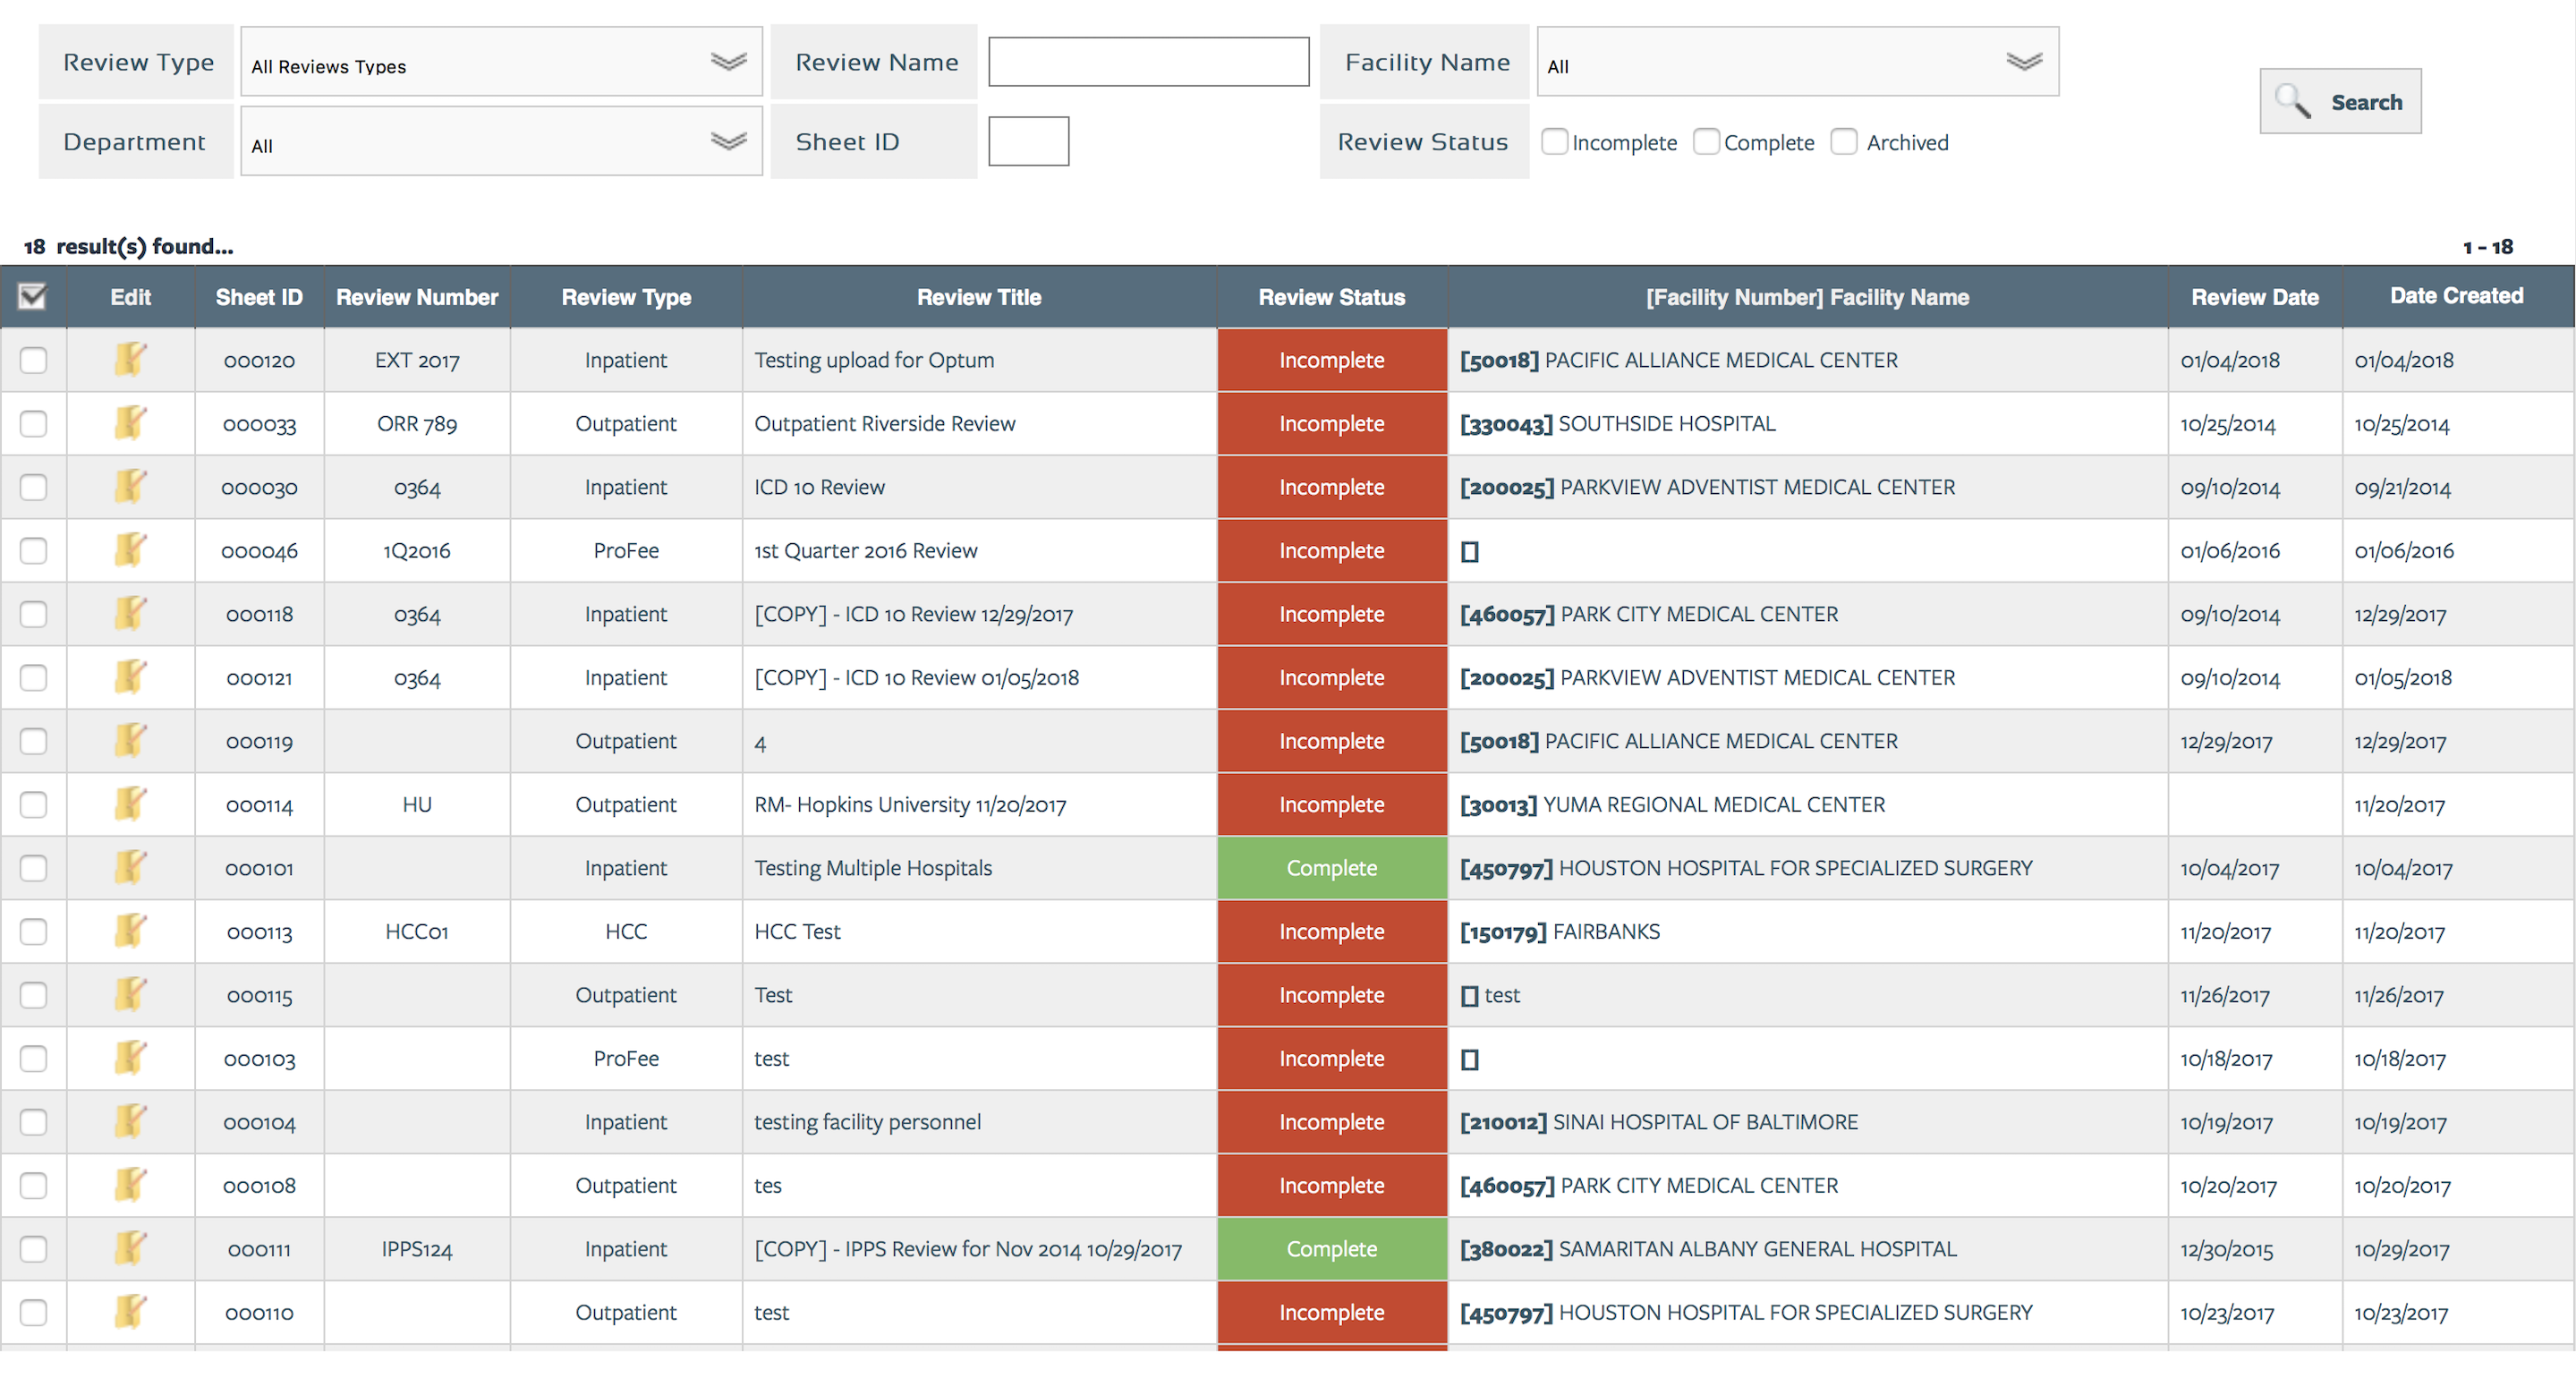 Review Type All Reviews Types Review Name Facility Name All
Search
Department All Sheet ID Review Status Incomplete Complete Archived
18 result(s) found... 1 - 18
Edit Sheet ID Review Number Review Type Review Title Review Status [Facility Number] Facility Name Review Date Date Created
000120 EXT 2017 Inpatient Testing upload for Optum Incomplete [50018] PACIFIC ALLIANCE MEDICAL CENTER 01/04/2018 01/04/2018
000033 ORR 789 Outpatient Outpatient Riverside Review Incomplete [330043] SOUTHSIDE HOSPITAL 10/25/2014 10/25/2014
000030 0364 Inpatient ICD 10 Review Incomplete [200025] PARKVIEW ADVENTIST MEDICAL CENTER 09/10/2014 09/21/2014
000046 1Q2016 ProFee 1st Quarter 2016 Review Incomplete [] 01/06/2016 01/06/2016
000118 0364 Inpatient [COPY] - ICD 10 Review 12/29/2017 Incomplete [460057] PARK CITY MEDICAL CENTER 09/10/2014 12/29/2017
000121 0364 Inpatient [COPY] - ICD 10 Review 01/05/2018 Incomplete [200025] PARKVIEW ADVENTIST MEDICAL CENTER 09/10/2014 01/05/2018
000119 Outpatient 4 Incomplete [50018] PACIFIC ALLIANCE MEDICAL CENTER 12/29/2017 12/29/2017
000114 HU Outpatient RM- Hopkins University 11/20/2017 Incomplete [30013] YUMA REGIONAL MEDICAL CENTER 11/20/2017
000101 Inpatient Testing Multiple Hospitals Complete [450797] HOUSTON HOSPITAL FOR SPECIALIZED SURGERY 10/04/2017 10/04/2017
000113 HCC01 HCC HCC Test Incomplete [150179] FAIRBANKS 11/20/2017 11/20/2017
000115 Outpatient Test Incomplete [] test 11/26/2017 11/26/2017
000103 ProFee test Incomplete [] 10/18/2017 10/18/2017
000104 Inpatient testing facility personnel Incomplete [210012] SINAI HOSPITAL OF BALTIMORE 10/19/2017 10/19/2017
000108 Outpatient tes Incomplete [460057] PARK CITY MEDICAL CENTER 10/20/2017 10/20/2017
000111 IPPS124 Inpatient [COPY] - IPPS Review for Nov 2014 10/29/2017 Complete [380022] SAMARITAN ALBANY GENERAL HOSPITAL 12/30/2015 10/29/2017
000110 Outpatient test Incomplete [450797] HOUSTON HOSPITAL FOR SPECIALIZED SURGERY 10/23/2017 10/23/2017